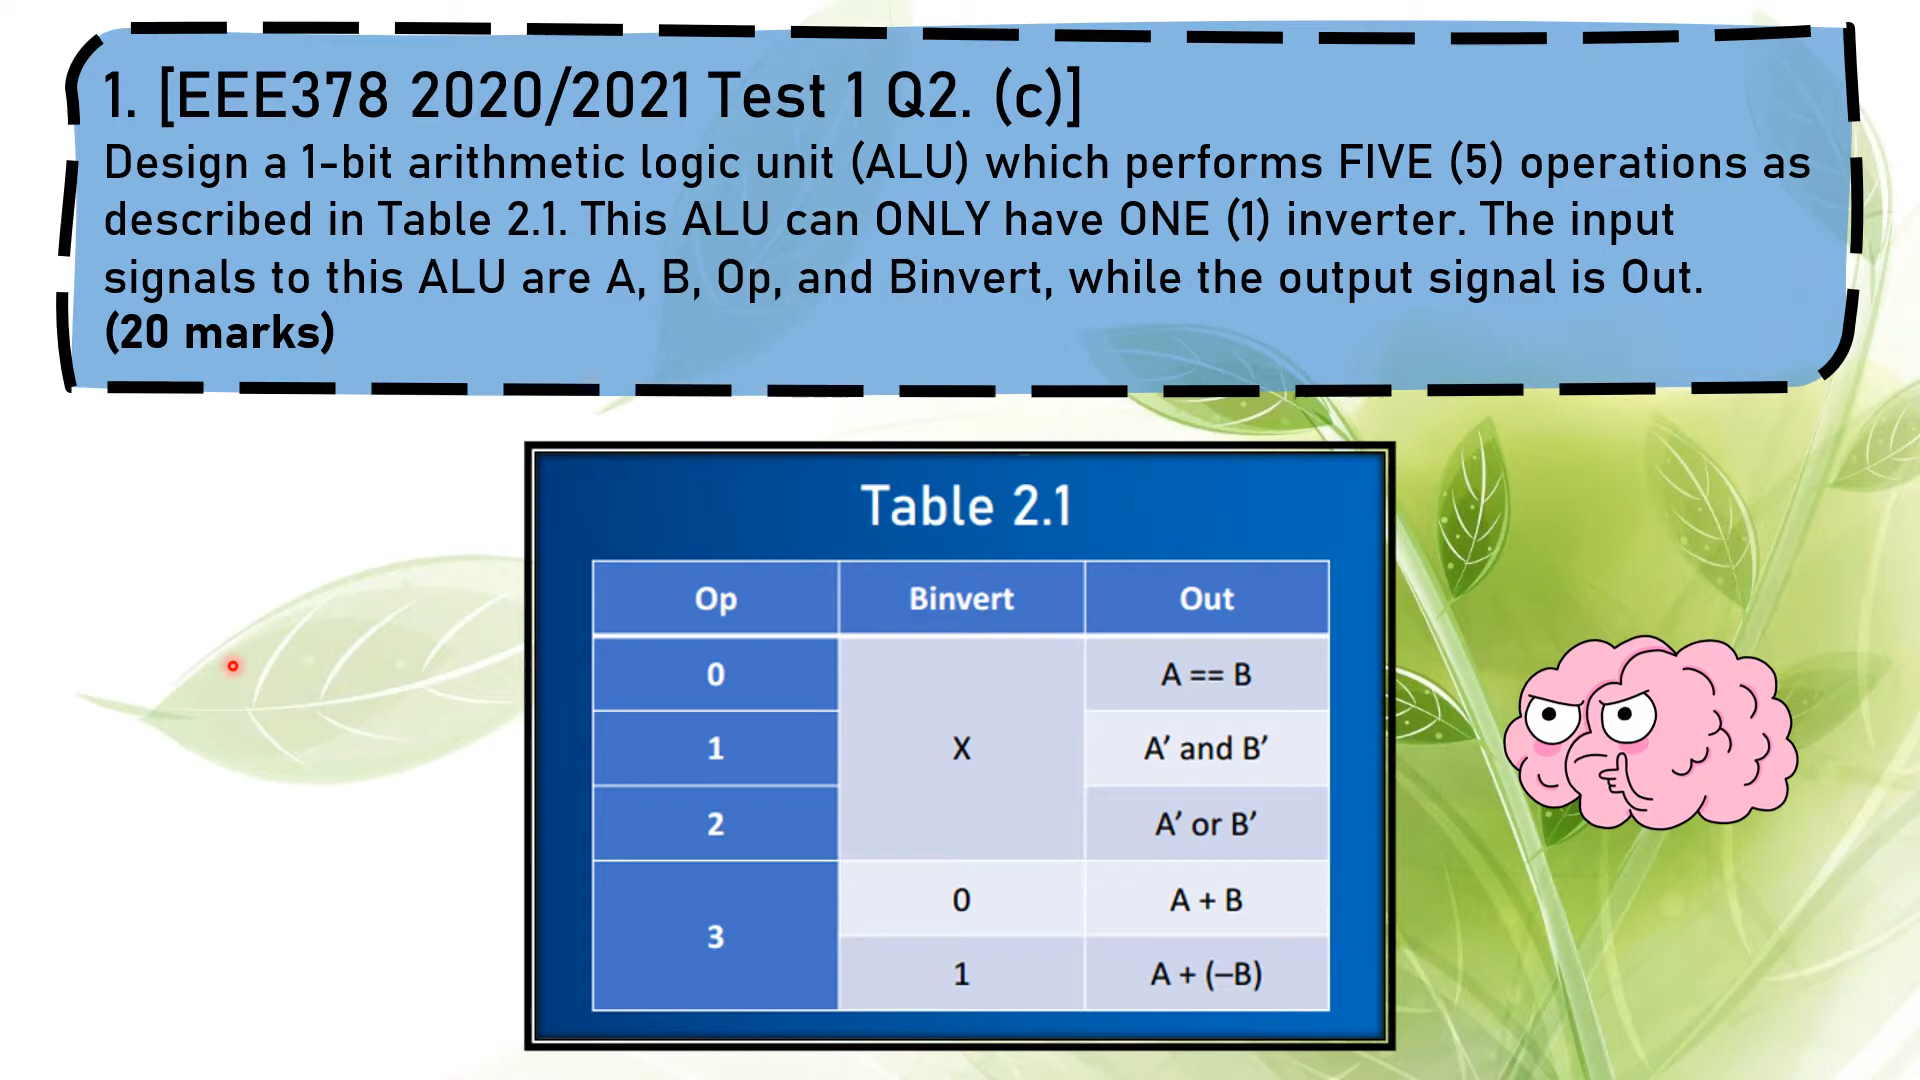 1. [EEE378 2020/2021 Test 1 Q2. (c)]
Design a 1-bit arithmetic logic unit (ALU) which performs FIVE (5) operations as
described in Table 2.1. This ALU can ONLY have ONE (1) inverter. The input
signals to this ALU are A, B, Op, and Binvert, while the output signal is Out.
(20 marks)
Table 2.1
Op Binvert Out
0 A == B
1 X A’ and B’
2 A’ or B’
3 0 A + B
1 A + (–B)